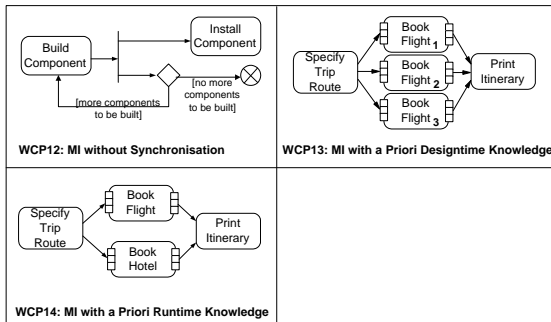 Build
Component
Install
Component
[more components
to be built]
[no more
components
to be built]
WCP12: MI without Synchronisation
Specify
Trip
Route
Book
Flight 1
Book
Flight 2
Book
Flight 3
Print
Itinerary
WCP13: MI with a Priori Designtime Knowledge
Specify
Trip
Route
Book
Flight
Book
Hotel
Print
Itinerary
WCP14: MI with a Priori Runtime Knowledge